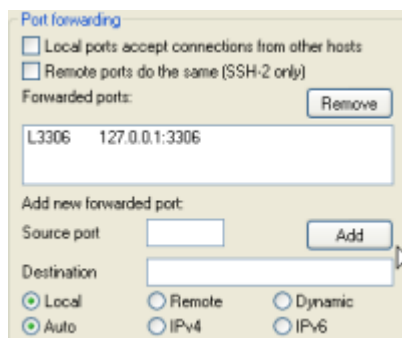 Port forwarding
Local ports accept connections from other hosts
Remote ports do the same (SSH-2 only)
Forwarded ports:
Remove
L3306 127.0.0.1:3306
Add new forwarded port:
Source port
Add
Destination
Local Remote Dynamic
Auto IPv4 IPv6